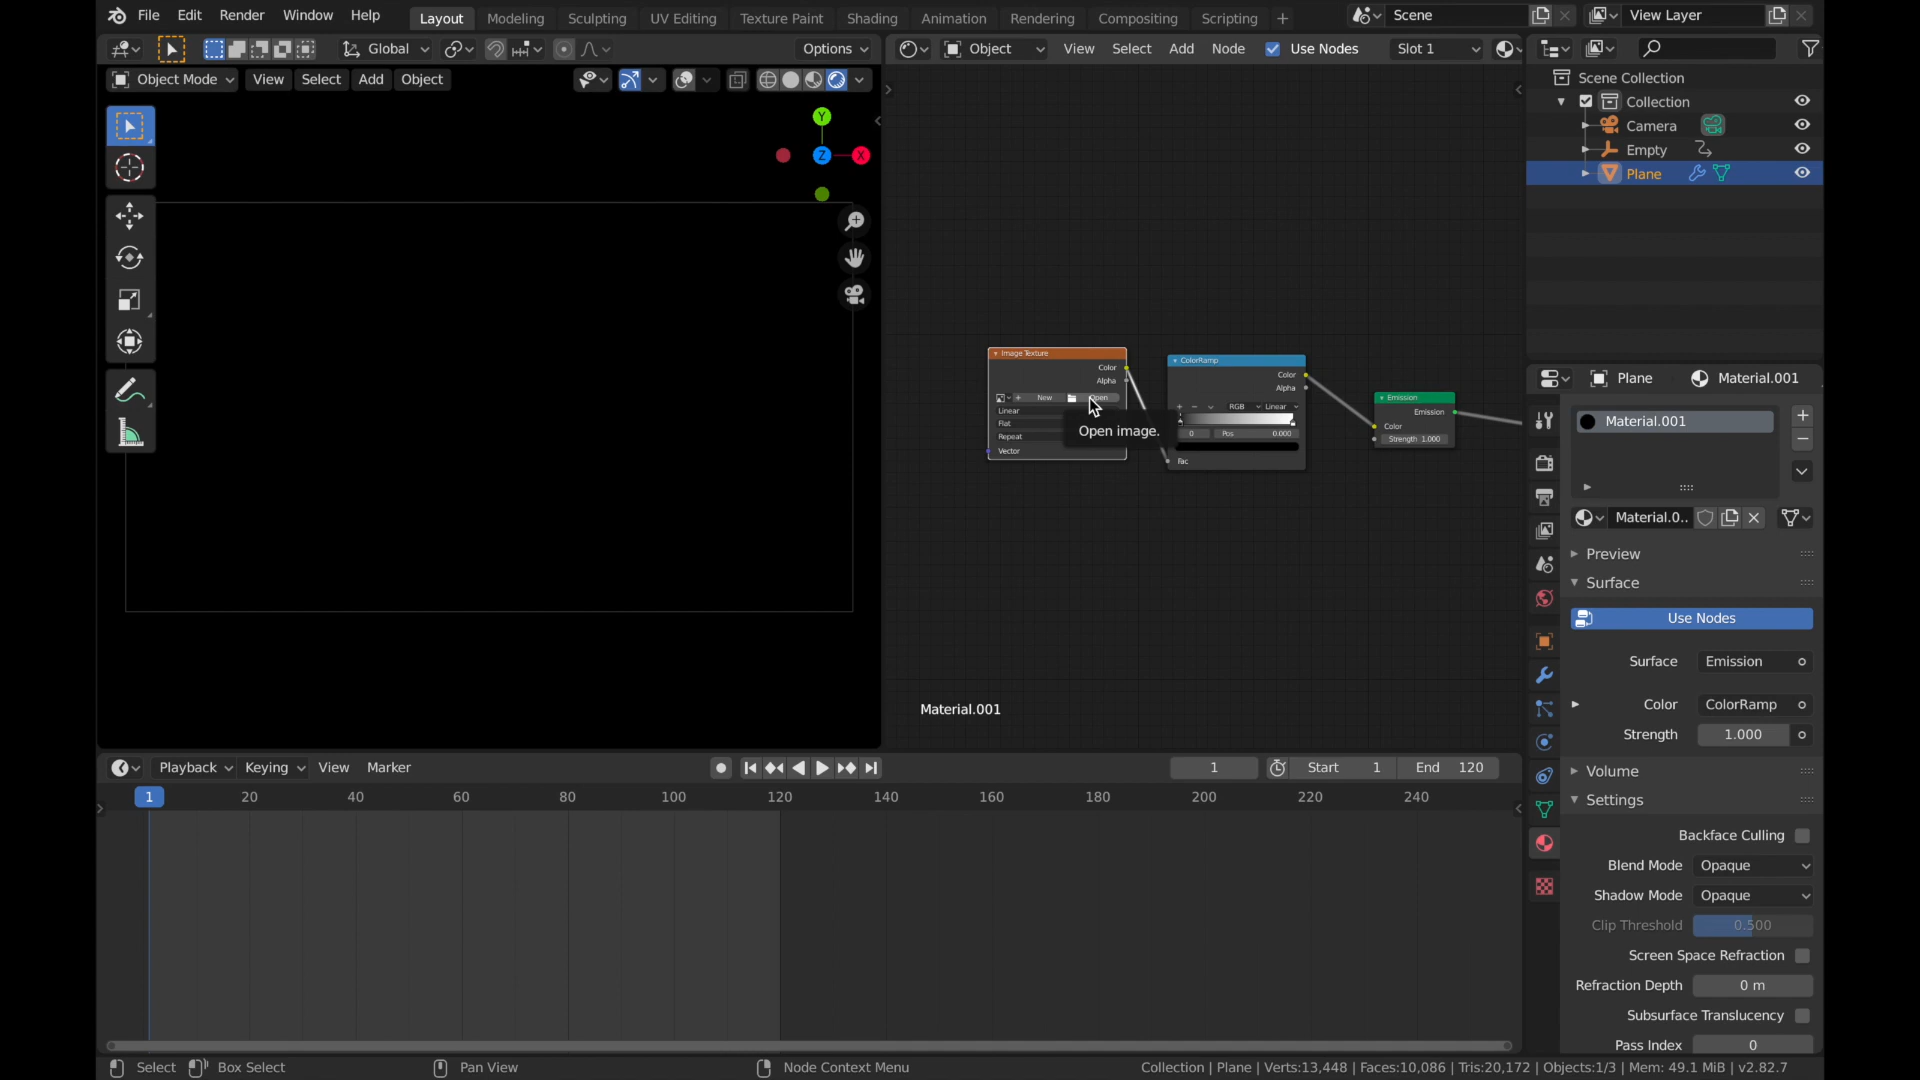 File Edit Render Window Help Layout Modeling Sculpting UV Editing Texture Paint Shading Animation Rendering Compositing Scripting + Scene View Layer
Global Options Object View Select Add Node Use Nodes Slot 1
Object Mode View Select Add Object
Y
Z X
Scene Collection
Collection
Camera
Empty
Plane
Image Texture
Color
Alpha
New Open
Linear
Flat
Repeat
Vector
Open image.
ColorRamp
Color
Alpha
RGB Linear
0 Pos 0.000
Fac
Emission
Emission
Color
Strength 1.000
Material.001
Plane Material.001
Material.001
Material.0..
Preview
Surface
Use Nodes
Surface Emission
Color ColorRamp
Strength 1.000
Volume
Settings
Backface Culling
Blend Mode Opaque
Shadow Mode Opaque
Clip Threshold 0.500
Screen Space Refraction
Refraction Depth 0 m
Subsurface Translucency
Pass Index 0
Playback Keying View Marker 1 Start 1 End 120
1 20 40 60 80 100 120 140 160 180 200 220 240
Select Box Select Pan View Node Context Menu Collection | Plane | Verts:13,448 | Faces:10,086 | Tris:20,172 | Objects:1/3 | Mem: 49.1 MiB | v2.82.7